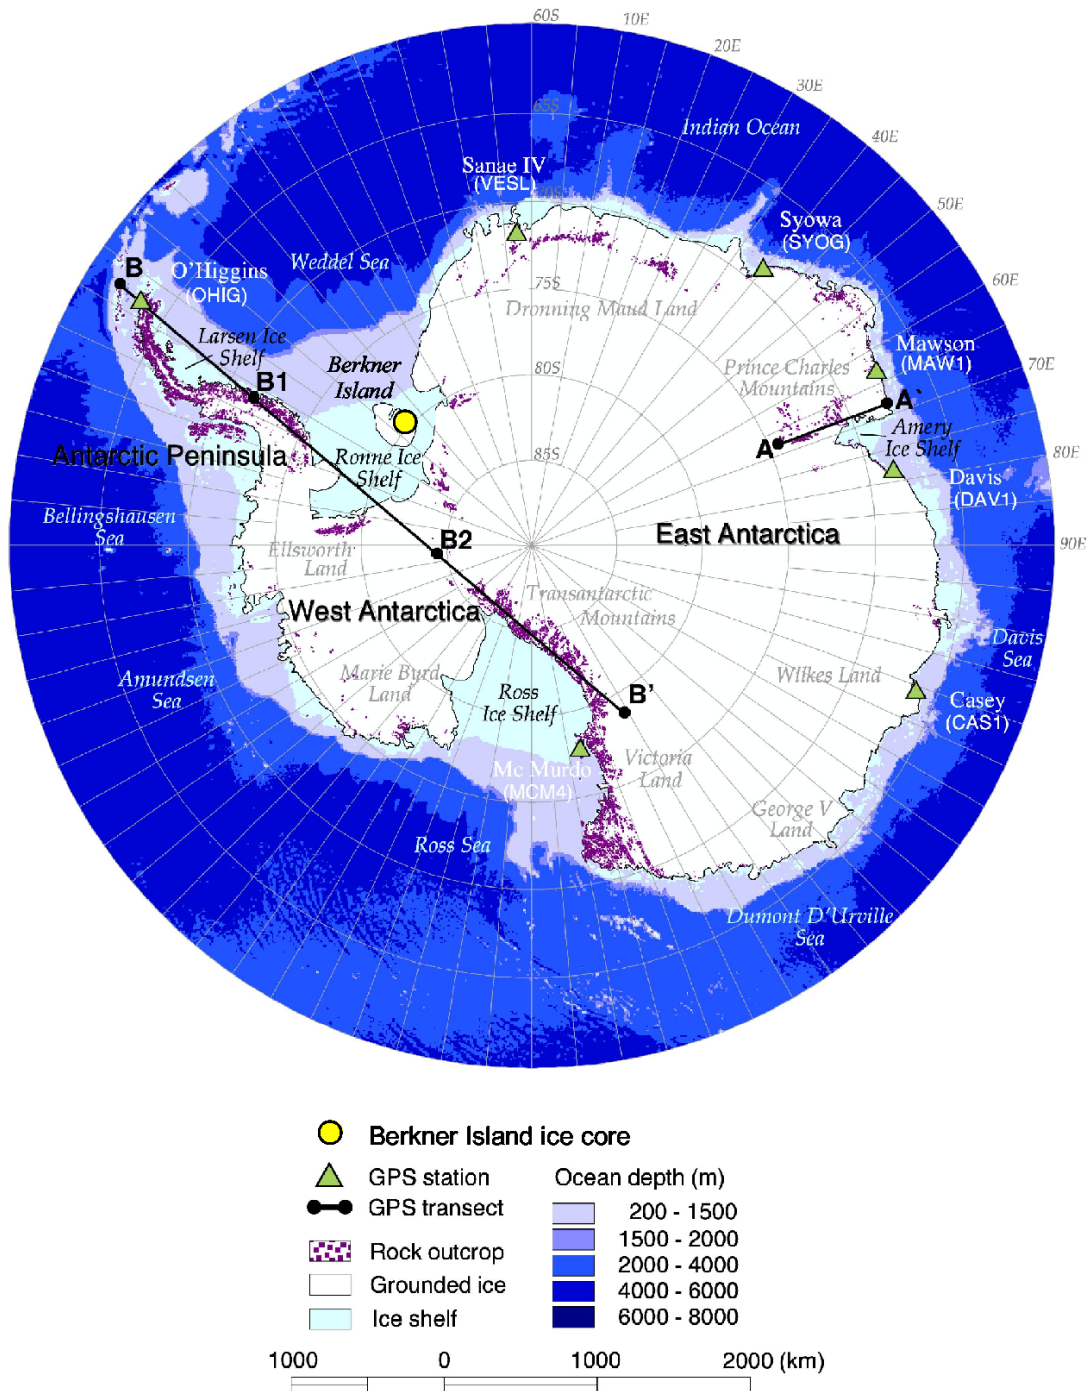 60S
10E
20E
30E
40E
50E
60E
70E
80E
90E
65S
70S
75S
80S
85S
Indian Ocean
Sanae IV
(VESL)
Syowa
(SYOG)
B
O'Higgins
(OHIG)
Weddel Sea
Dronning Maud Land
Larsen Ice
Shelf
Mawson
(MAW1)
Prince Charles
Mountains
Berkner
Island
B1
A`
A
Amery
Ice Shelf
Antarctic Peninsula
Ronne Ice
Shelf
Davis
(DAV1)
Bellingshausen
Sea
B2
East Antarctica
Ellsworth
Land
Transantarctic
Mountains
West Antarctica
Davis
Sea
Amundsen
Sea
Marie Byrd
Land
Wilkes Land
Ross
Ice Shelf
B'
Casey
(CAS1)
Mc Murdo
(MCM4)
Victoria
Land
George V
Land
Ross Sea
Dumont D'Urville
Sea
Berkner Island ice core
GPS station
GPS transect
Rock outcrop
Grounded ice
Ice shelf
Ocean depth (m)
200 - 1500
1500 - 2000
2000 - 4000
4000 - 6000
6000 - 8000
1000 0 1000 2000 (km)